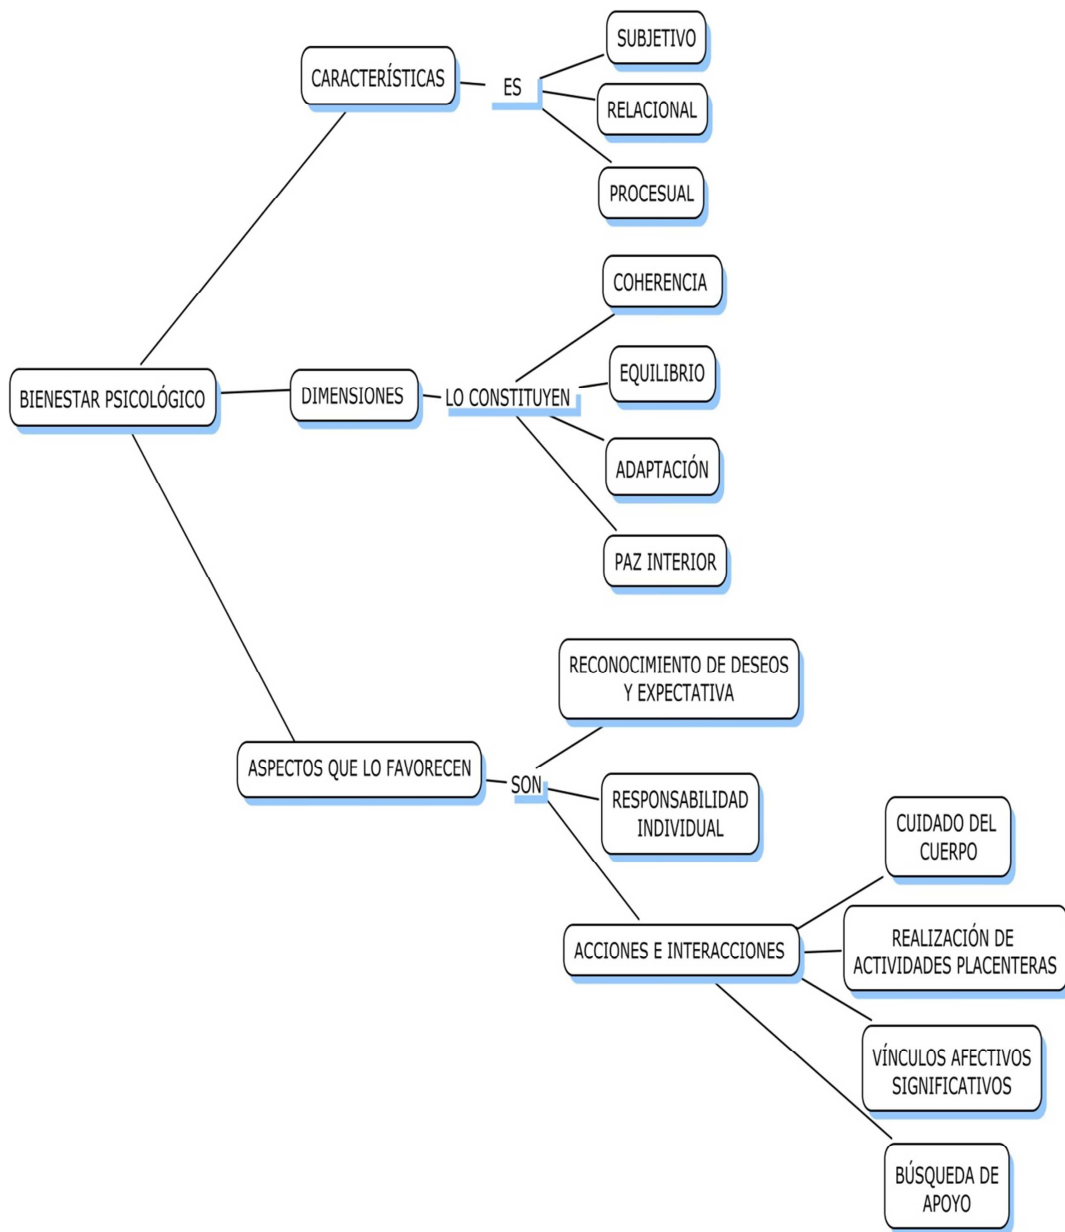 CARACTERÍSTICAS
ES
SUBJETIVO
RELACIONAL
PROCESUAL
BIENESTAR PSICOLÓGICO
DIMENSIONES
LO CONSTITUYEN
COHERENCIA
EQUILIBRIO
ADAPTACIÓN
PAZ INTERIOR
ASPECTOS QUE LO FAVORECEN
SON
RECONOCIMIENTO DE DESEOS
Y EXPECTATIVA
RESPONSABILIDAD
INDIVIDUAL
ACCIONES E INTERACCIONES
CUIDADO DEL
CUERPO
REALIZACIÓN DE
ACTIVIDADES PLACENTERAS
VÍNCULOS AFECTIVOS
SIGNIFICATIVOS
BÚSQUEDA DE
APOYO